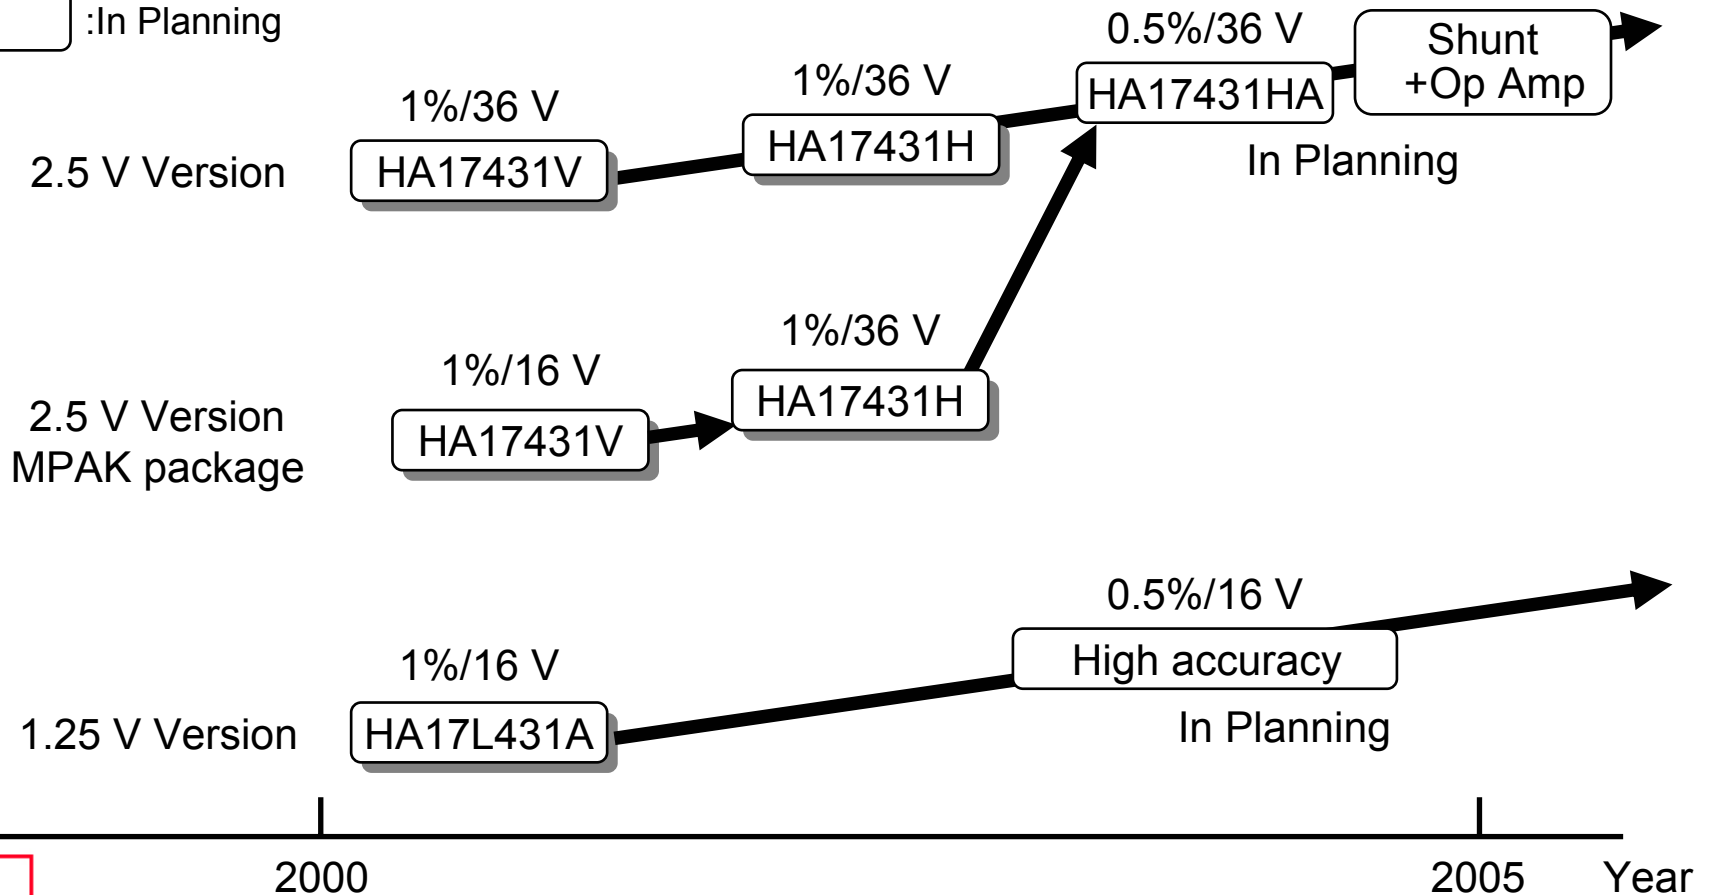 :In Planning
0.5%/36 V
Shunt
+Op Amp
1%/36 V
HA17431HA
1%/36 V
HA17431H
In Planning
2.5 V Version
HA17431V
1%/36 V
1%/16 V
HA17431H
2.5 V Version
MPAK package
HA17431V
0.5%/16 V
High accuracy
1%/16 V
In Planning
1.25 V Version
HA17L431A
2000
2005
Year